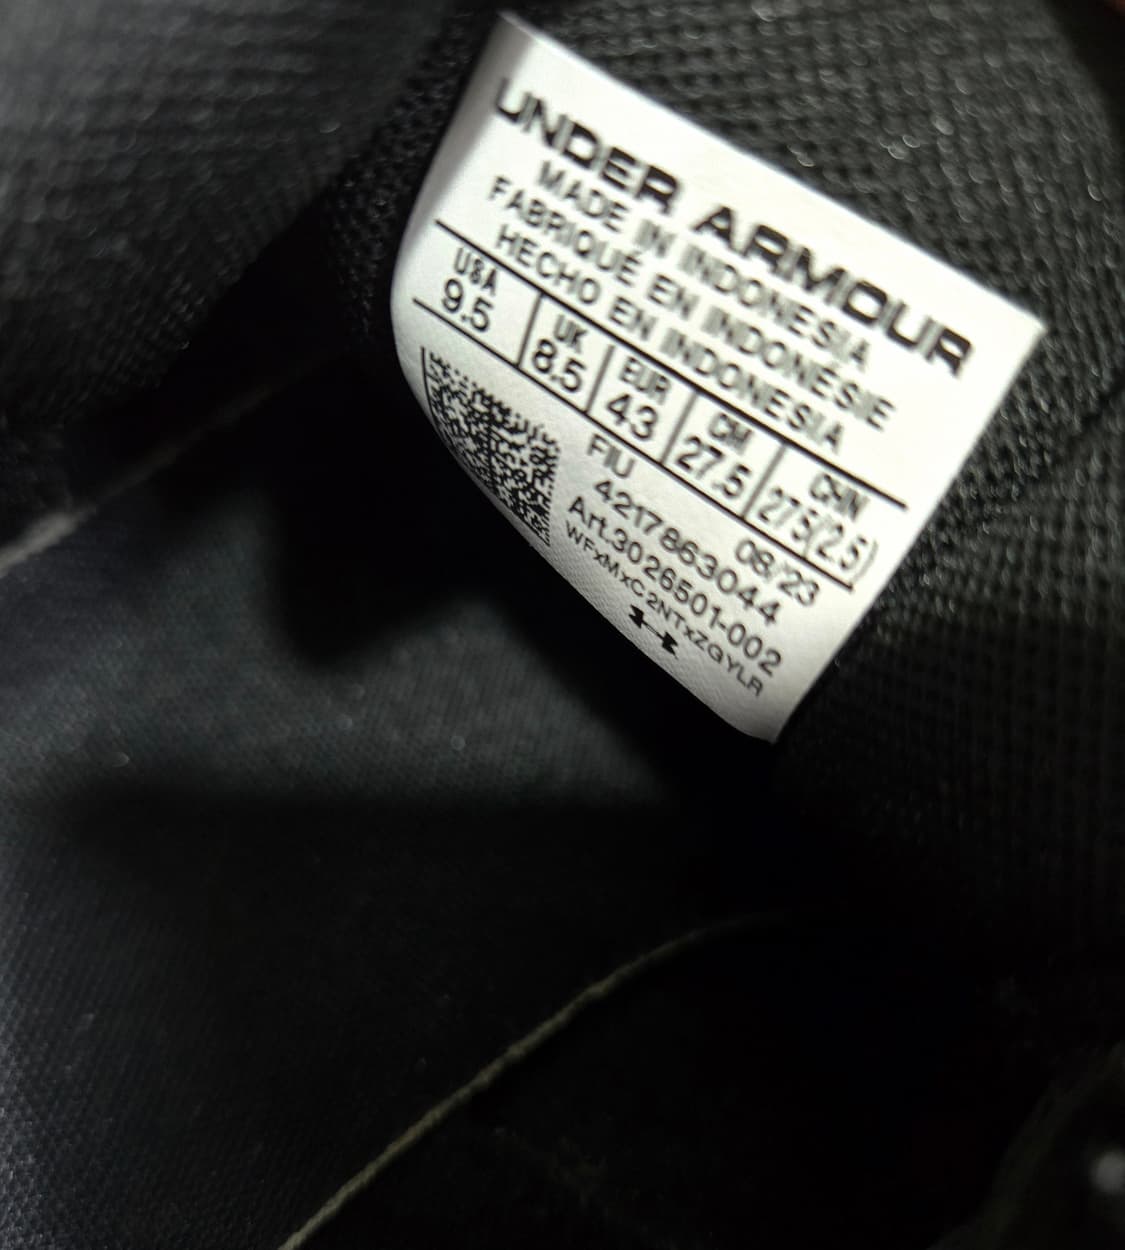 UNDER ARMOUR
MADE IN INDONESIA
FABRIQUÉ EN INDONÉSIE
HECHO EN INDONESIA
USA UK EUR CM CHN
9.5 8.5 43 27.5 275(2.5)
FIU 08/23
4217863044
Art.3026501-002
WFxMxC2NTxZGYLR